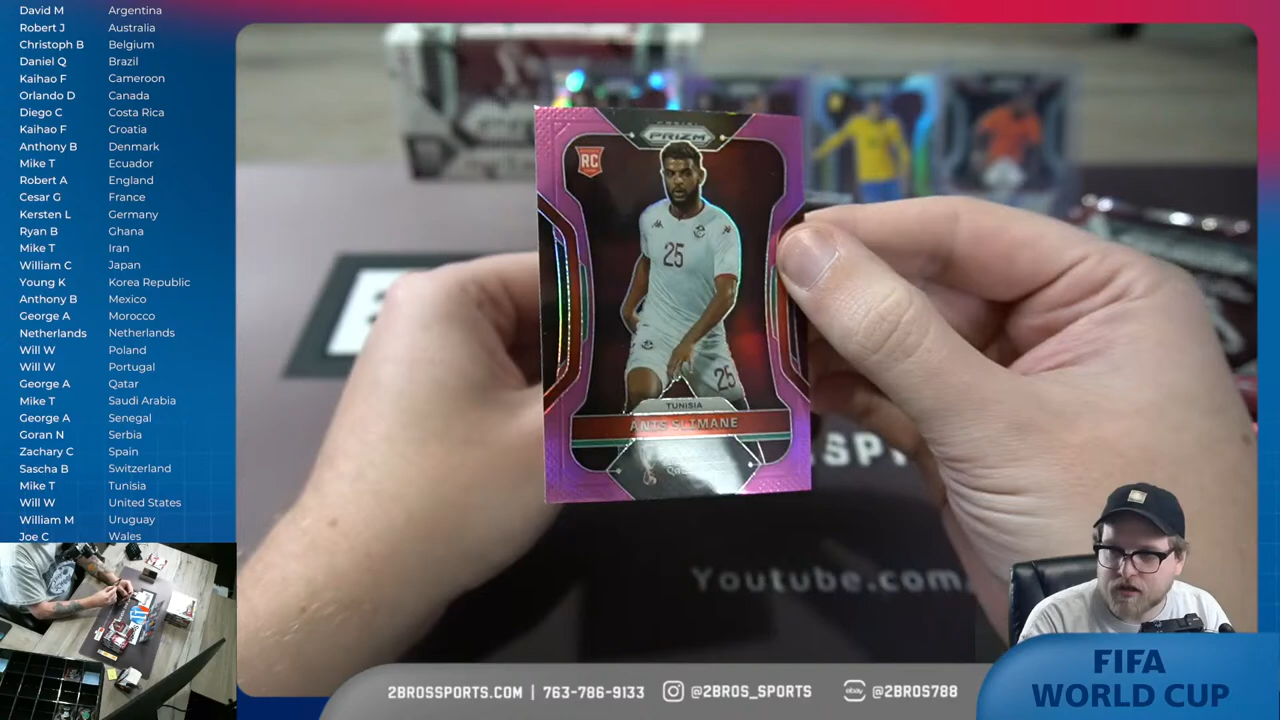 David M Argentina
Robert J Australia
Christoph B Belgium
Daniel Q Brazil
Kaihao F Cameroon
Orlando D Canada
Diego C Costa Rica
Kaihao F Croatia
Anthony B Denmark
Mike T Ecuador
Robert A England
Cesar G France
Kersten L Germany
Ryan B Ghana
Mike T Iran
William C Japan
Young K Korea Republic
Anthony B Mexico
George A Morocco
Netherlands Netherlands
Will W Poland
Will W Portugal
George A Qatar
Mike T Saudi Arabia
George A Senegal
Goran N Serbia
Zachary C Spain
Sascha B Switzerland
Mike T Tunisia
Will W United States
William M Uruguay
Joe C Wales
PRIZM
RC
25
25
TUNISIA
ANIS SLIMANE
Youtube.com
2BROSSPORTS.COM | 763-786-9133 @2BROS_SPORTS ebay @2BROS788
FIFA
WORLD CUP